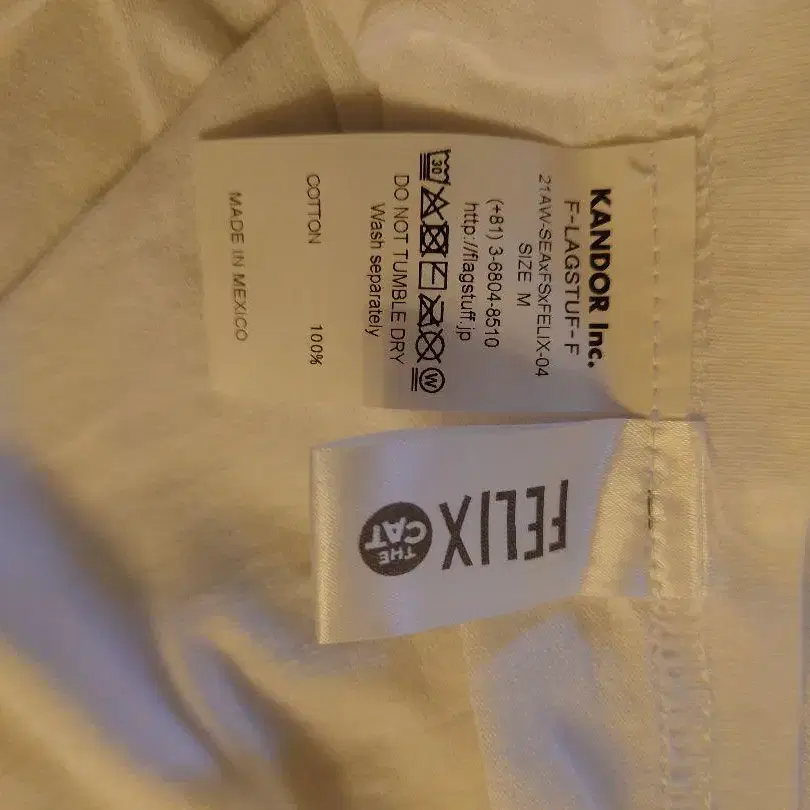 KANDOR Inc.
F-LAGSTUF-F
21AW-SEAxFSxFELIX-04
SIZE M
(+81) 3-6804-8510
http://flagstuff.jp
30
W
DO NOT TUMBLE DRY
Wash separately
COTTON 100%
MADE IN MEXICO
FELIX
THE
CAT